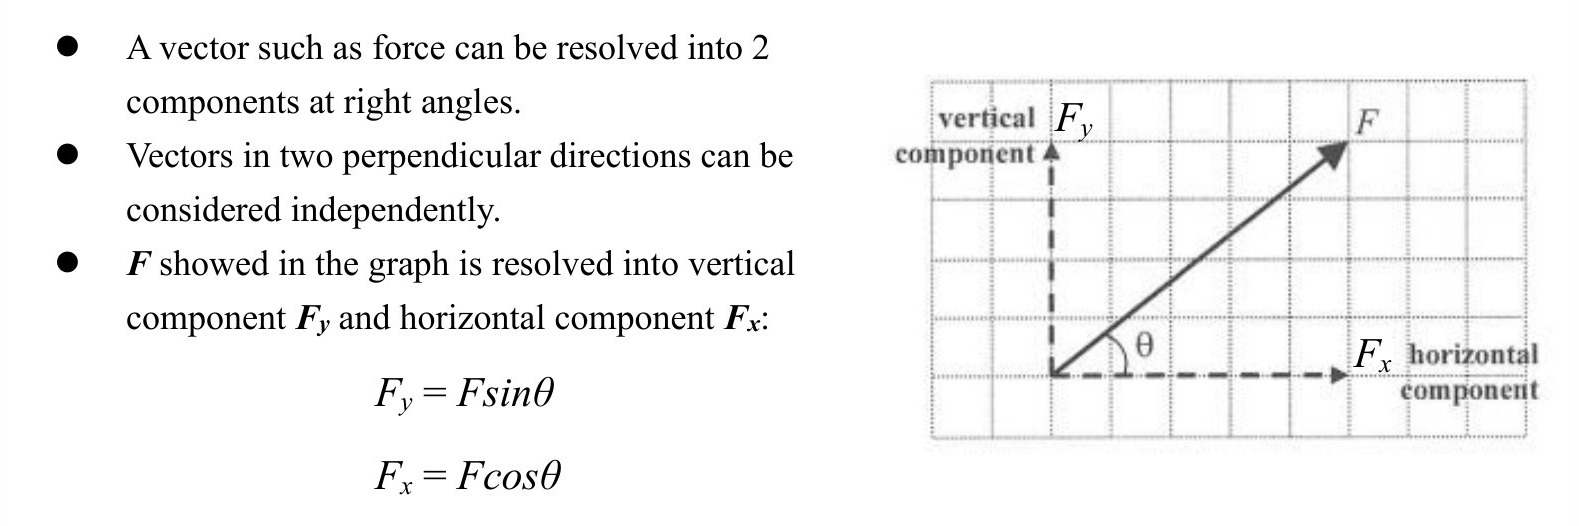 ● A vector such as force can be resolved into 2
components at right angles.
● Vectors in two perpendicular directions can be
considered independently.
● F showed in the graph is resolved into vertical
component Fy and horizontal component Fx:
Fy = Fsinθ
Fx = Fcosθ
vertical Fy
component
F
θ
Fx horizontal
component